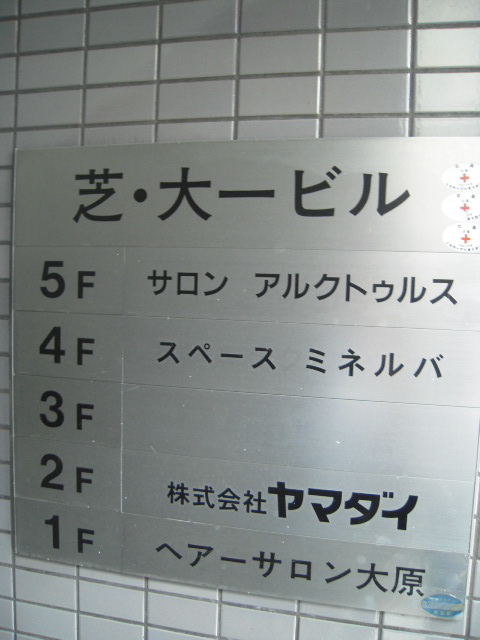 芝・大一ビル
5F サロン アルクトゥルス
4F スペース ミネルバ
3F
2F 株式会社ヤマダイ
1F ヘアーサロン大原